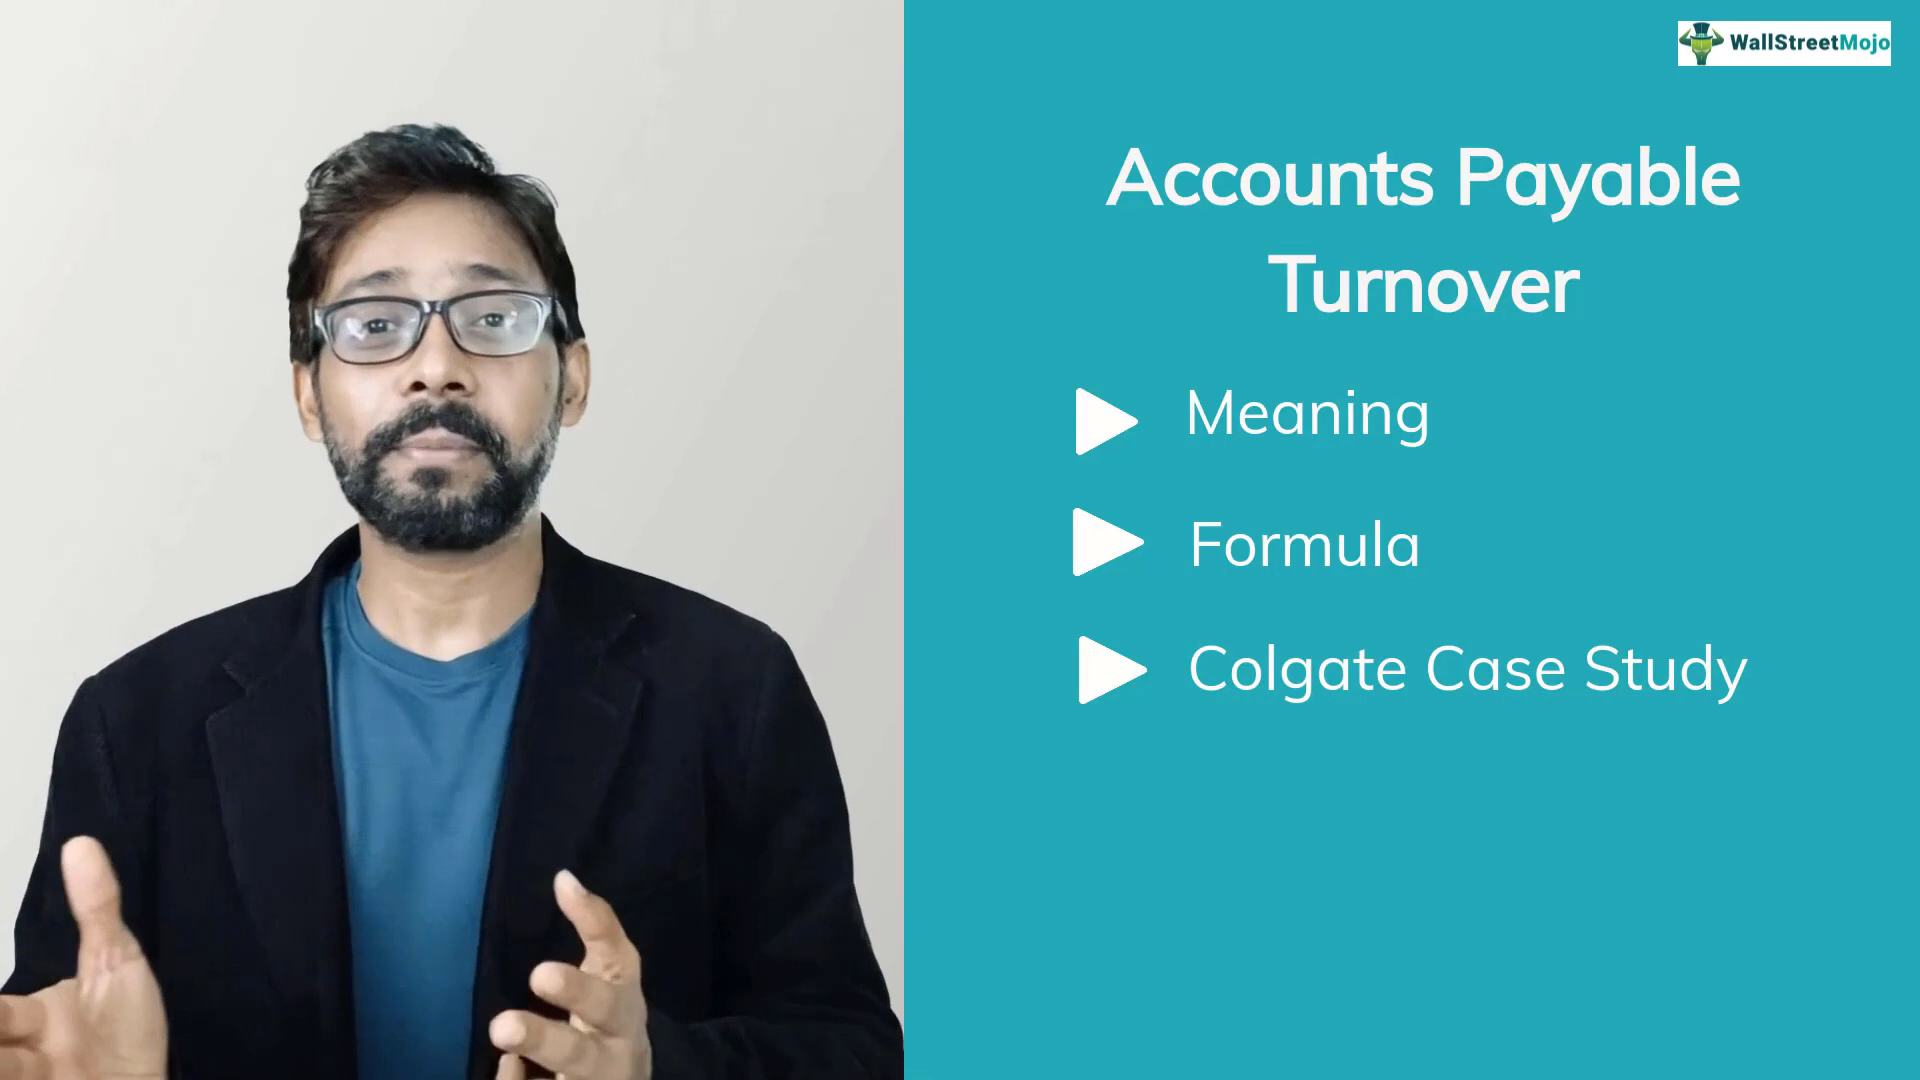 WallStreetMojo
Accounts Payable
Turnover
Meaning
Formula
Colgate Case Study